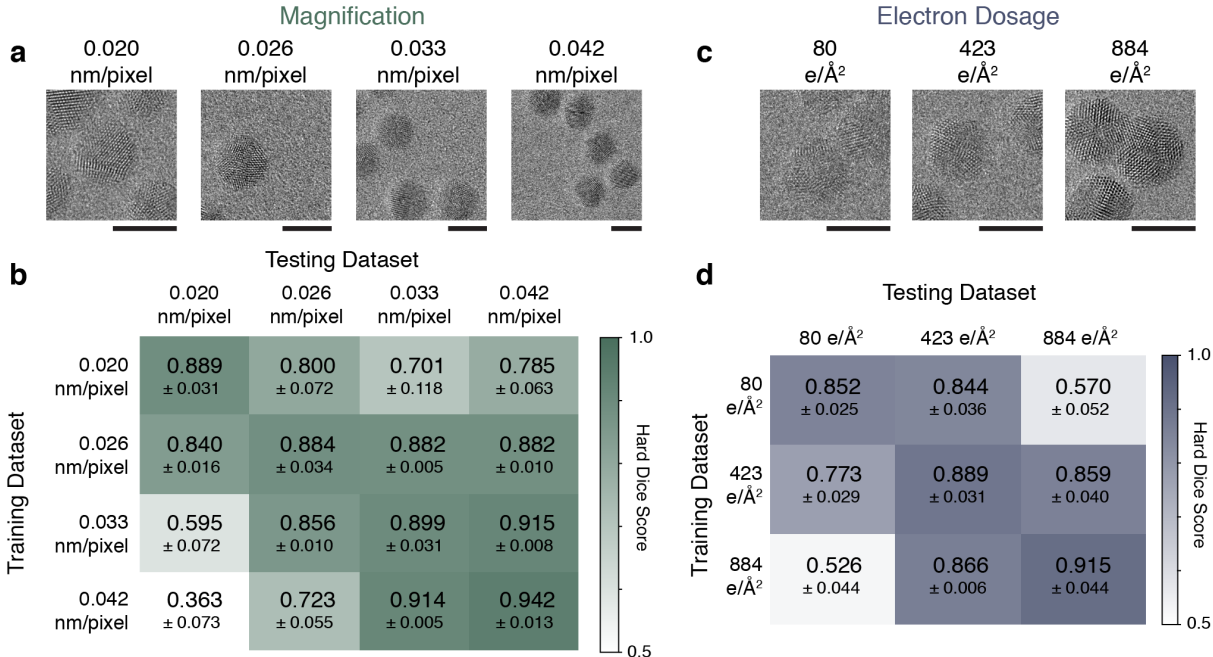 Magnification
a
0.020
nm/pixel
0.026
nm/pixel
0.033
nm/pixel
0.042
nm/pixel
b
Testing Dataset
0.020
nm/pixel
0.026
nm/pixel
0.033
nm/pixel
0.042
nm/pixel
Training Dataset
0.020
nm/pixel
0.889
± 0.031
0.800
± 0.072
0.701
± 0.118
0.785
± 0.063
0.026
nm/pixel
0.840
± 0.016
0.884
± 0.034
0.882
± 0.005
0.882
± 0.010
0.033
nm/pixel
0.595
± 0.072
0.856
± 0.010
0.899
± 0.031
0.915
± 0.008
0.042
nm/pixel
0.363
± 0.073
0.723
± 0.055
0.914
± 0.005
0.942
± 0.013
1.0
Hard Dice Score
0.5
Electron Dosage
c
80
e/Å²
423
e/Å²
884
e/Å²
d
Testing Dataset
80 e/Å²
423 e/Å²
884 e/Å²
Training Dataset
80
e/Å²
0.852
± 0.025
0.844
± 0.036
0.570
± 0.052
423
e/Å²
0.773
± 0.029
0.889
± 0.031
0.859
± 0.040
884
e/Å²
0.526
± 0.044
0.866
± 0.006
0.915
± 0.044
1.0
Hard Dice Score
0.5